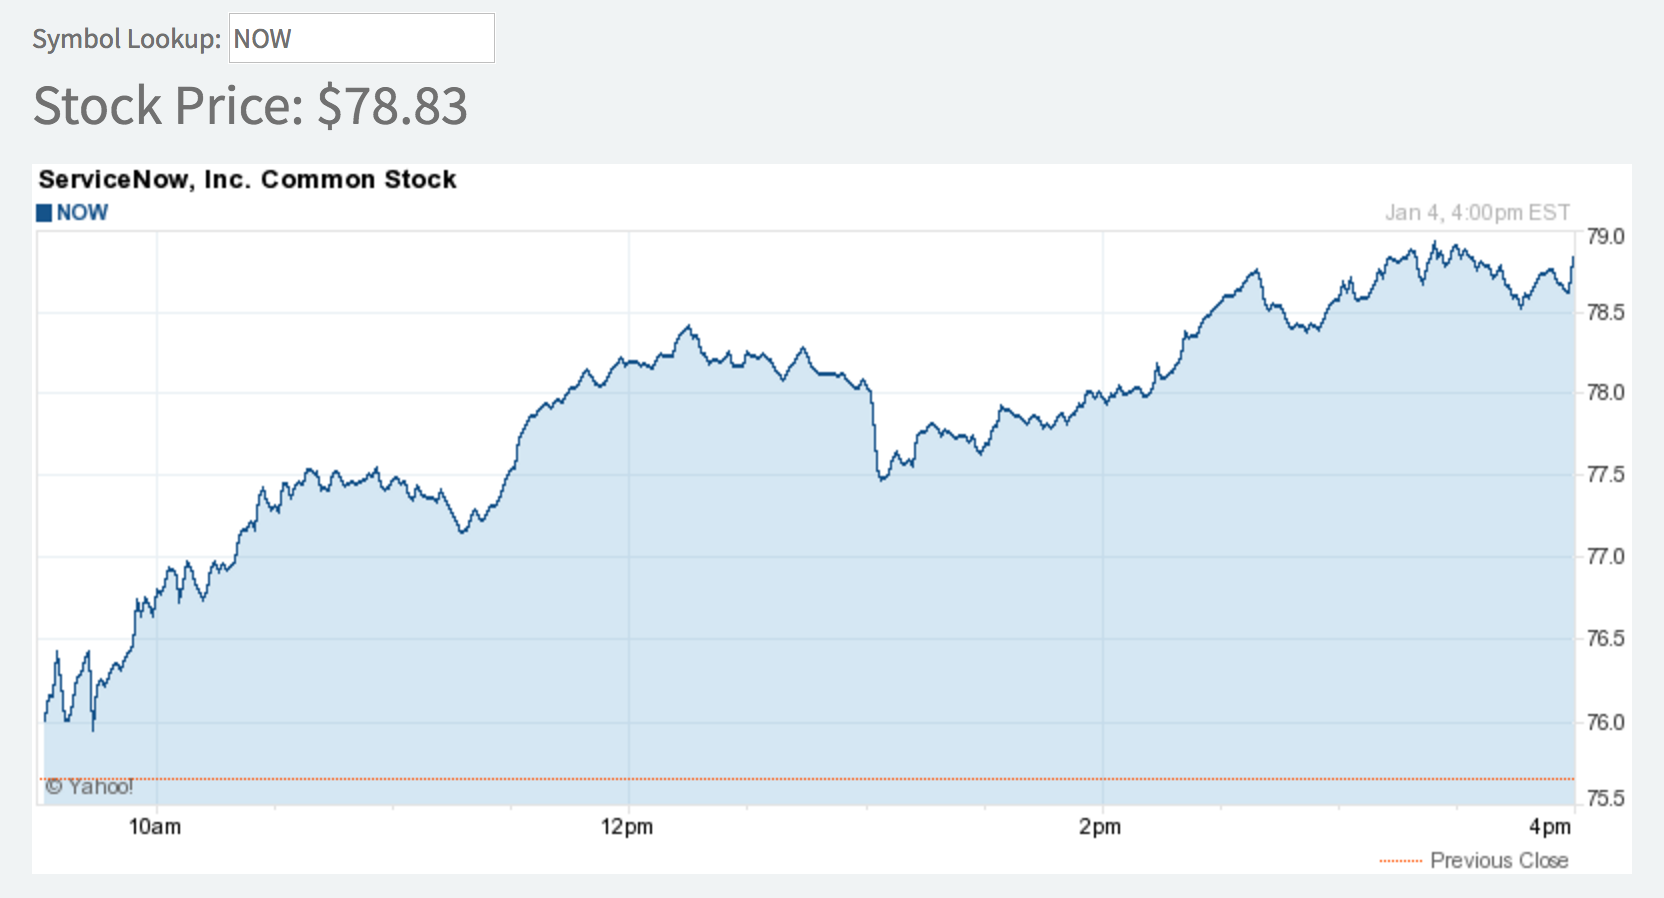 Symbol Lookup: NOW
Stock Price: $78.83
ServiceNow, Inc. Common Stock
NOW
Jan 4, 4:00pm EST
79.0
78.5
78.0
77.5
77.0
76.5
76.0
© Yahoo!
75.5
10am 12pm 2pm 4pm
Previous Close